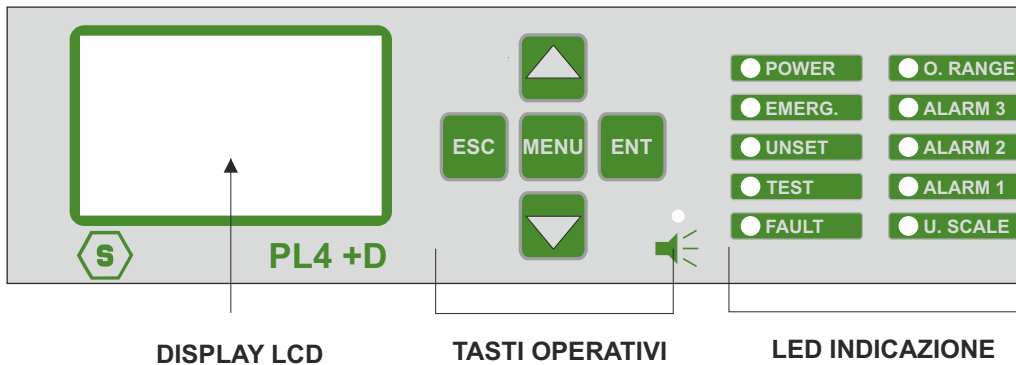 POWER
O. RANGE
EMERG.
ALARM 3
ESC
MENU
ENT
UNSET
ALARM 2
TEST
ALARM 1
FAULT
U. SCALE
S
PL4 +D
DISPLAY LCD
TASTI OPERATIVI
LED INDICAZIONE